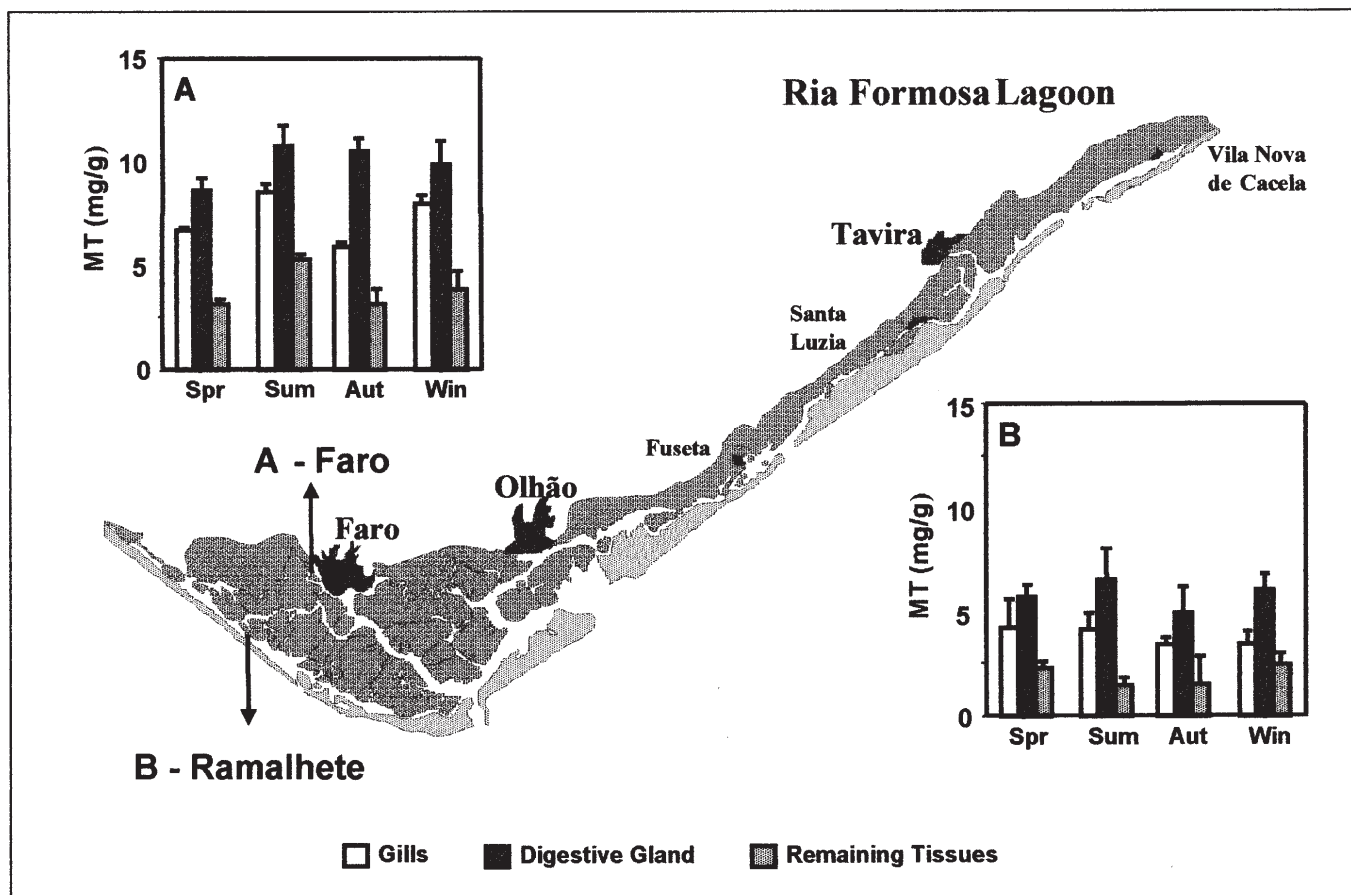 Ria Formosa Lagoon
15
10
5
0
MT (mg/g)
A
Spr Sum Aut Win
Vila Nova
de Cacela
Tavira
Santa
Luzia
Fuseta
Olhão
A - Faro
Faro
B - Ramalhete
15
10
5
0
MT (mg/g)
B
Spr Sum Aut Win
Gills Digestive Gland Remaining Tissues